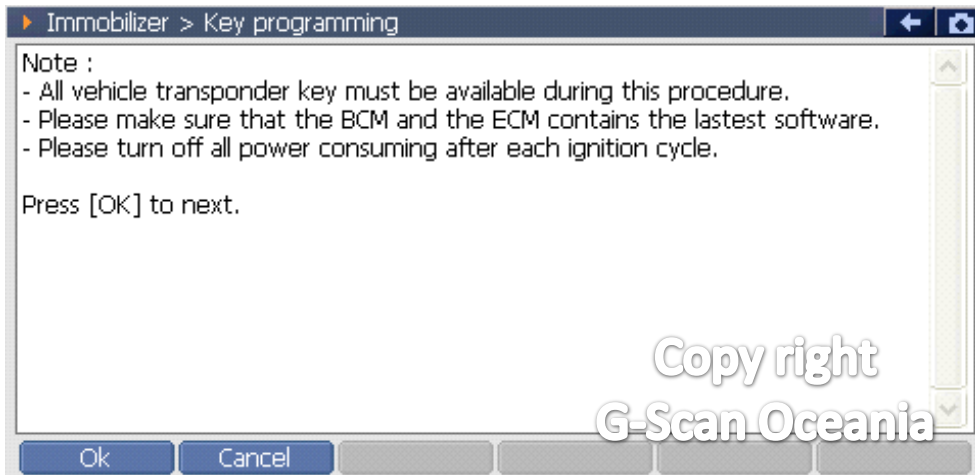 Immobilizer > Key programming
Note :
- All vehicle transponder key must be available during this procedure.
- Please make sure that the BCM and the ECM contains the lastest software.
- Please turn off all power consuming after each ignition cycle.
Press [OK] to next.
Copy right
G-Scan Oceania
Ok Cancel